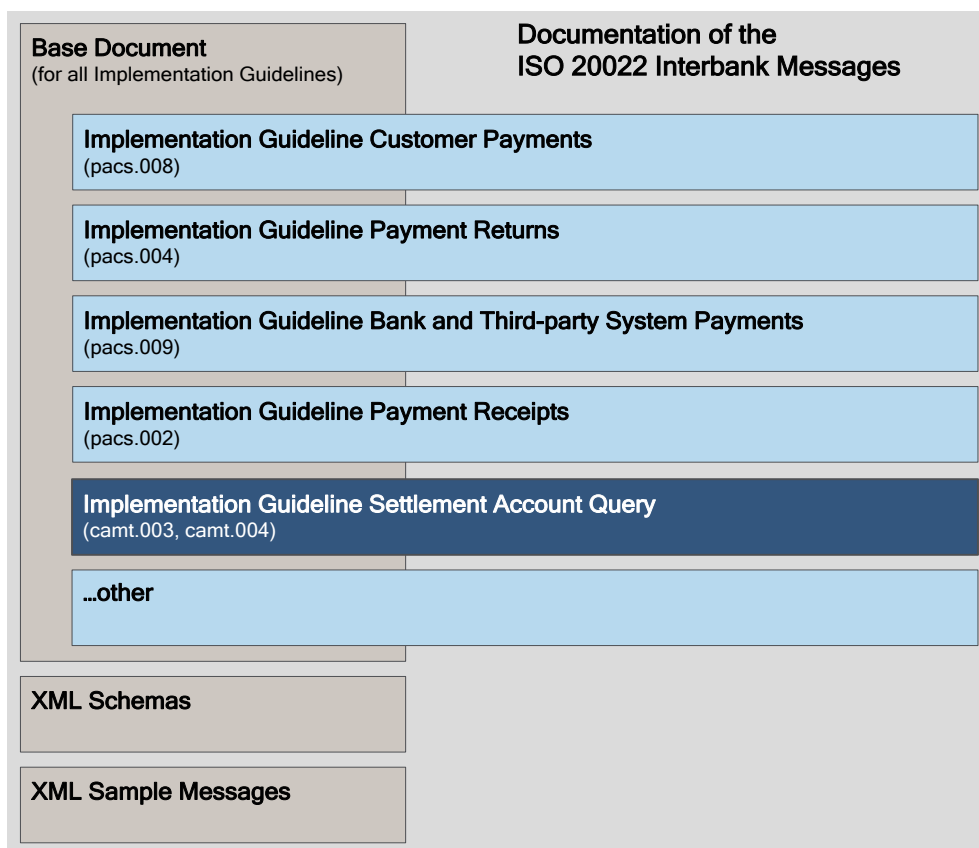 Base Document
(for all Implementation Guidelines)
Documentation of the
ISO 20022 Interbank Messages
Implementation Guideline Customer Payments
(pacs.008)
Implementation Guideline Payment Returns
(pacs.004)
Implementation Guideline Bank and Third-party System Payments
(pacs.009)
Implementation Guideline Payment Receipts
(pacs.002)
Implementation Guideline Settlement Account Query
(camt.003, camt.004)
…other
XML Schemas
XML Sample Messages